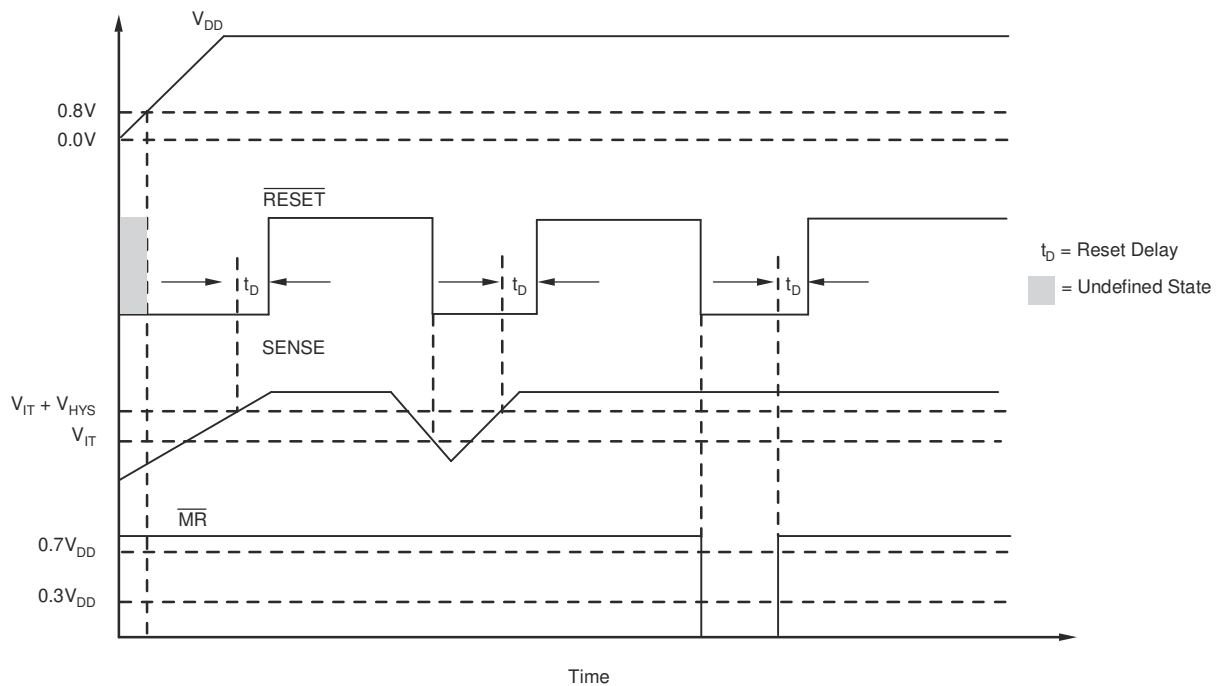 VDD
0.8V
0.0V
RESET
tD
tD
tD
tD = Reset Delay
= Undefined State
SENSE
VIT + VHYS
VIT
MR
0.7VDD
0.3VDD
Time